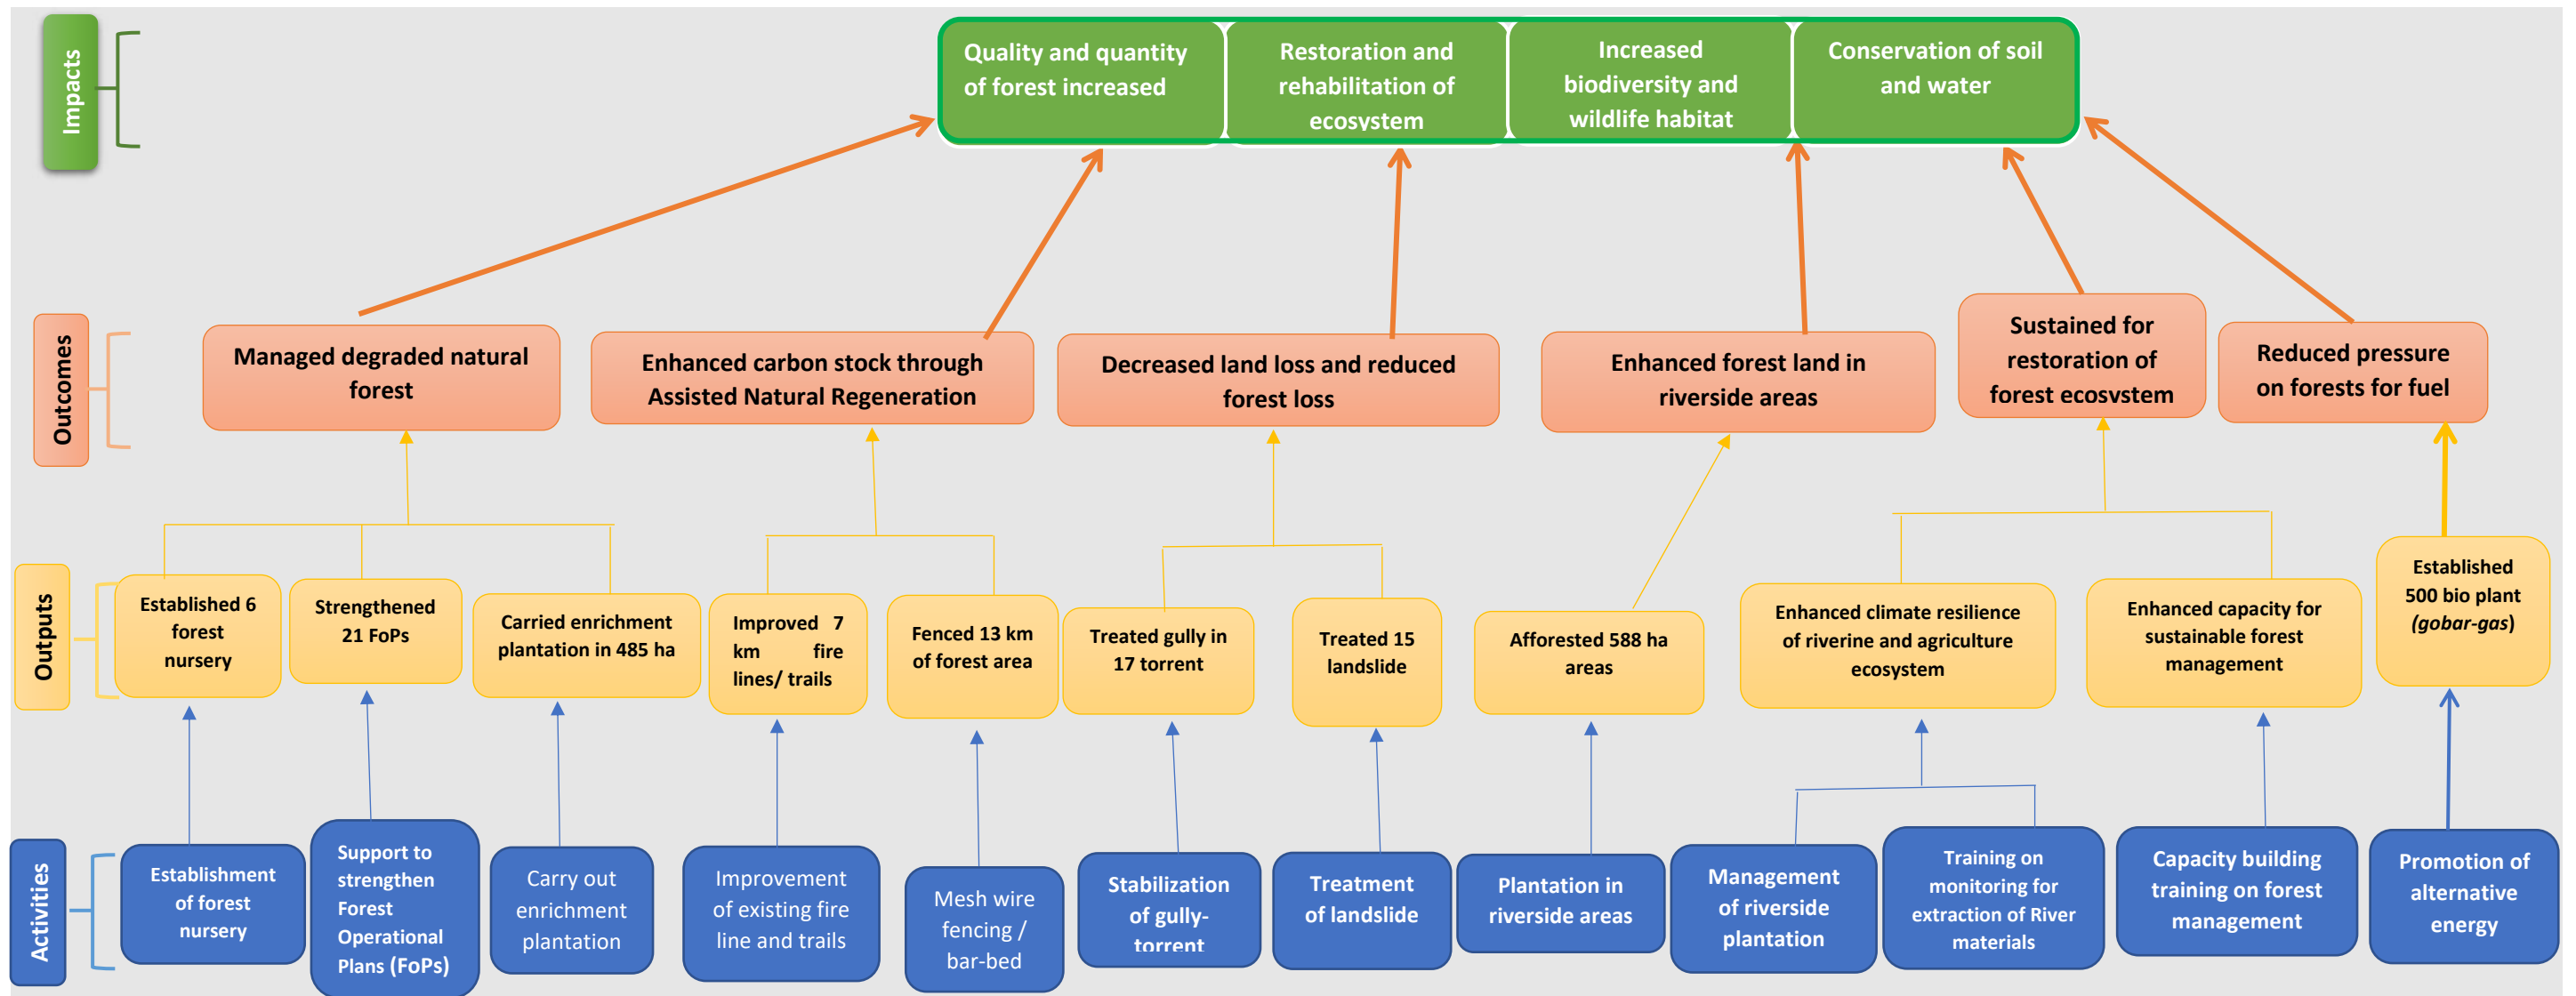 Impacts
Quality and quantity
of forest increased
Restoration and
rehabilitation of
ecosystem
Increased
biodiversity and
wildlife habitat
Conservation of soil
and water
Outcomes
Managed degraded natural
forest
Enhanced carbon stock through
Assisted Natural Regeneration
Decreased land loss and reduced
forest loss
Enhanced forest land in
riverside areas
Sustained for
restoration of
forest ecosystem
Reduced pressure
on forests for fuel
Outputs
Established 6
forest
nursery
Strengthened
21 FoPs
Carried enrichment
plantation in 485 ha
Improved 7
km fire
lines/ trails
Fenced 13 km
of forest area
Treated gully in
17 torrent
Treated 15
landslide
Afforested 588 ha
areas
Enhanced climate resilience
of riverine and agriculture
ecosystem
Enhanced capacity for
sustainable forest
management
Established
500 bio plant
(gobar-gas)
Activities
Establishment
of forest
nursery
Support to
strengthen
Forest
Operational
Plans (FoPs)
Carry out
enrichment
plantation
Improvement
of existing fire
line and trails
Mesh wire
fencing /
bar-bed
Stabilization
of gully-
torrent
Treatment
of landslide
Plantation in
riverside areas
Management
of riverside
plantation
Training on
monitoring for
extraction of River
materials
Capacity building
training on forest
management
Promotion of
alternative
energy